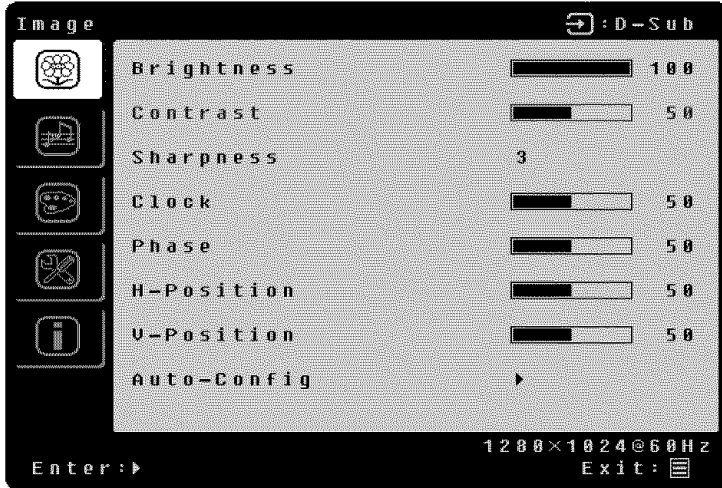 Image :D-Sub
Brightness 100
Contrast 50
Sharpness 3
Clock 50
Phase 50
H-Position 50
V-Position 50
Auto-Config
1280×1024@60Hz
Enter: Exit: